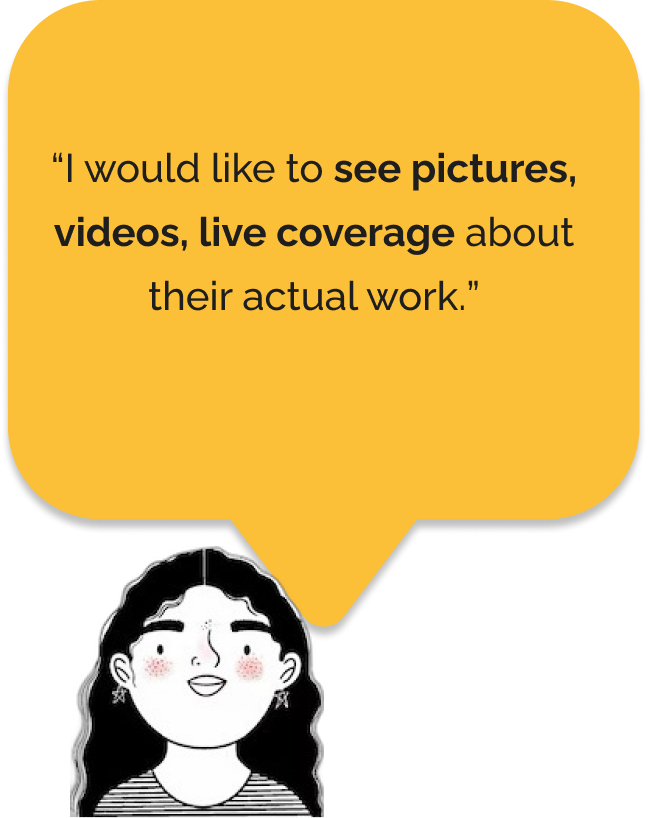 “I would like to see pictures,
videos, live coverage about
their actual work.”